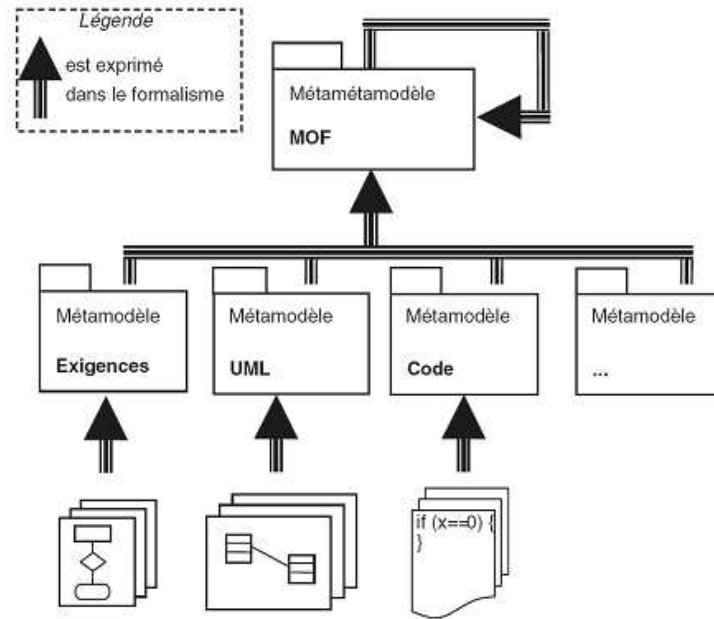 Légende
est exprimé
dans le formalisme
Métamétamodèle
MOF
Métamodèle
Exigences
Métamodèle
UML
Métamodèle
Code
Métamodèle
...
if (x==0) {
}